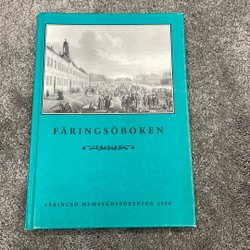 FÄRINGSÖBOKEN
FÄRINGSÖ HEMBYGDSFÖRENING 1996